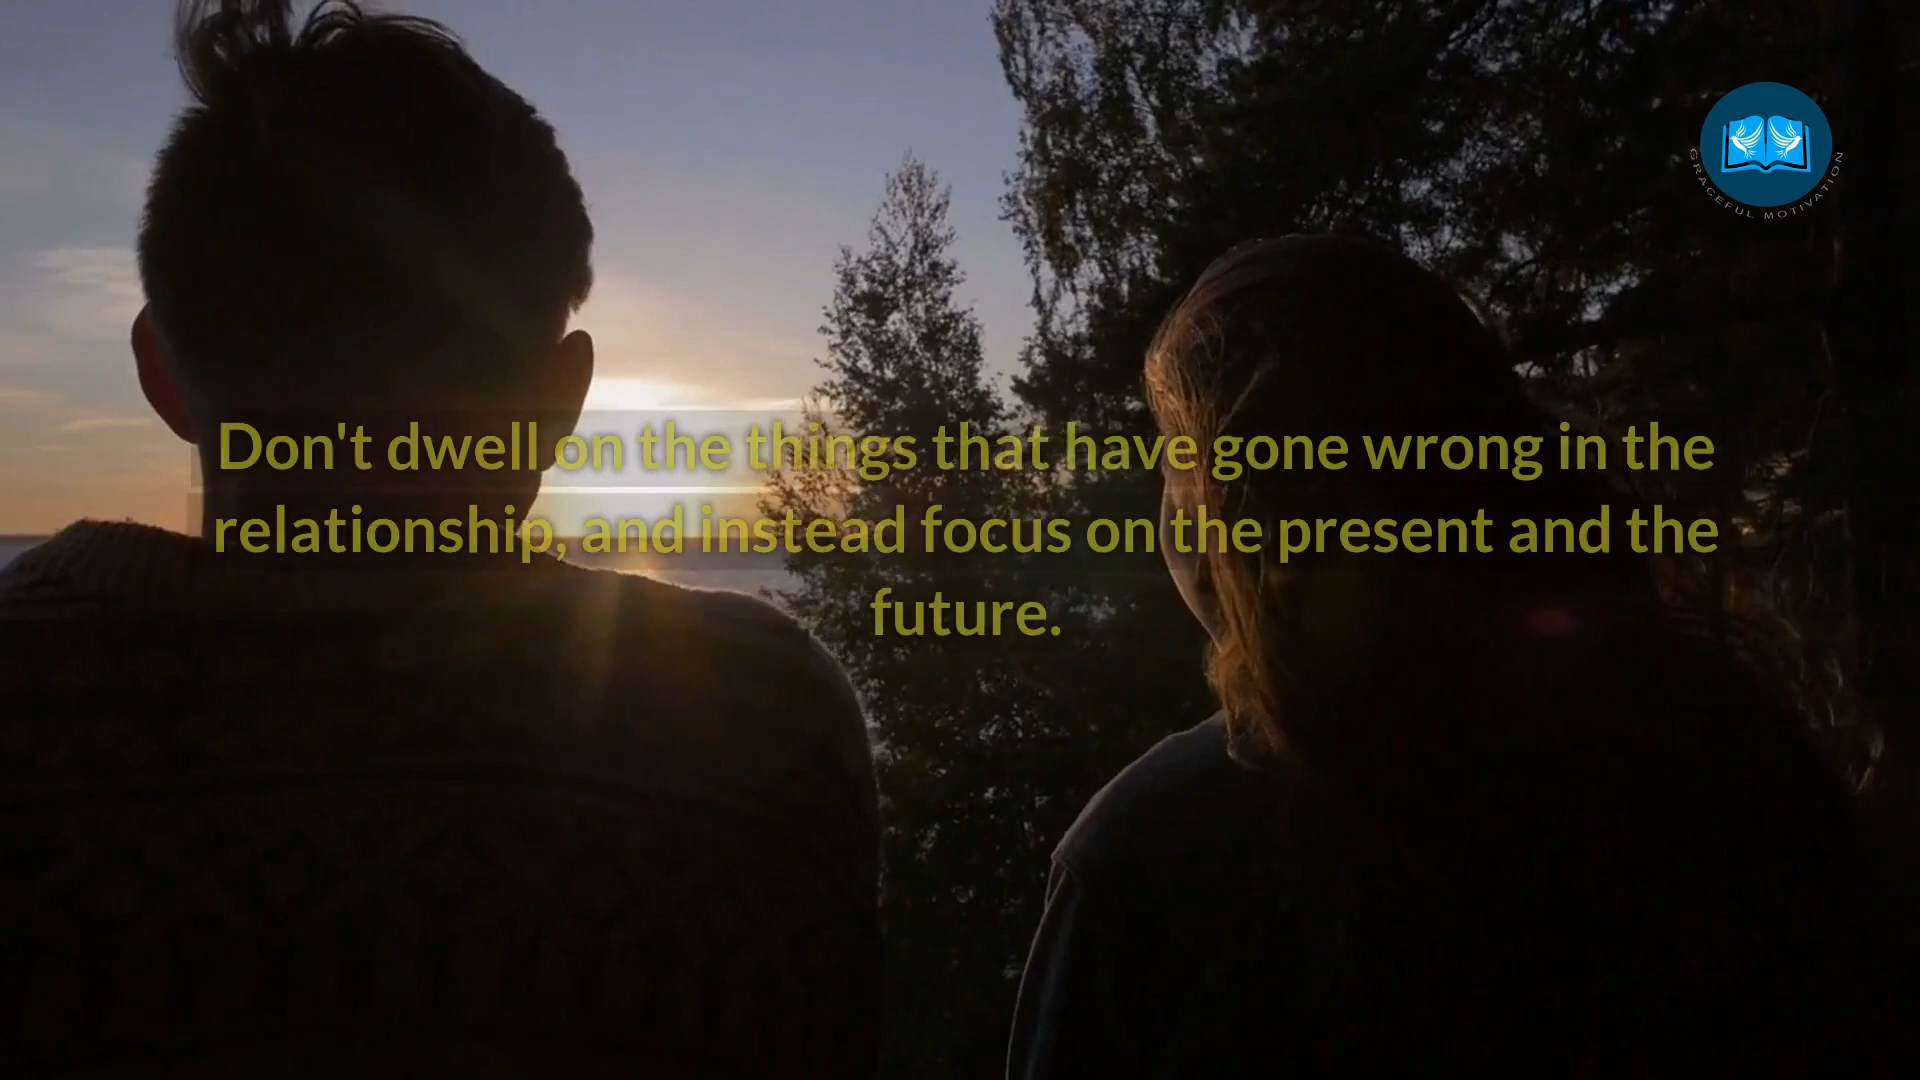 GRACEFUL MOTIVATION
Don't dwell on the things that have gone wrong in the
relationship, and instead focus on the present and the
future.